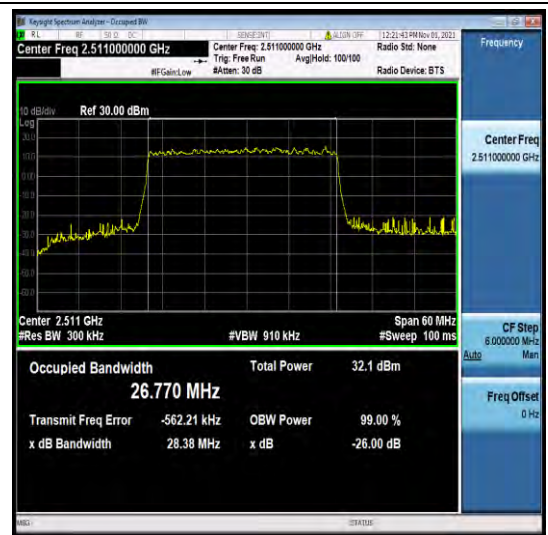 Keysight Spectrum Analyzer - Occupied BW
RL RF 50 Ω DC SENSE:INT ALIGN OFF 12:21:43 PM Nov 01, 2021
Center Freq 2.511000000 GHz
Center Freq: 2.511000000 GHz
Radio Std: None
Trig: Free Run Avg|Hold: 100/100
#IFGain:Low #Atten: 30 dB Radio Device: BTS
Frequency
10 dB/div Ref 30.00 dBm
Log
Center Freq
2.511000000 GHz
Center 2.511 GHz Span 60 MHz
#Res BW 300 kHz #VBW 910 kHz #Sweep 100 ms
CF Step
6.000000 MHz
Auto Man
Occupied Bandwidth Total Power 32.1 dBm
26.770 MHz
Freq Offset
0 Hz
Transmit Freq Error -562.21 kHz OBW Power 99.00 %
x dB Bandwidth 28.38 MHz x dB -26.00 dB
MSG STATUS